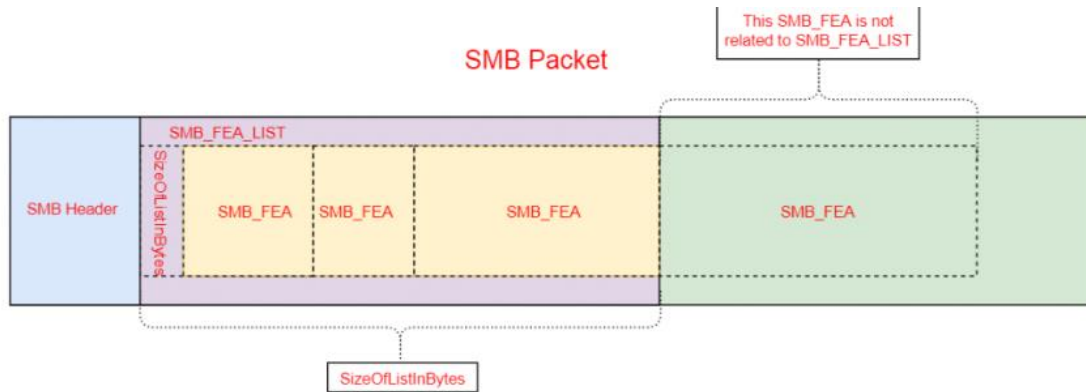 This SMB_FEA is not
related to SMB_FEA_LIST
SMB Packet
SMB_FEA_LIST
SMB Header
SizeOfListInBytes
SMB_FEA
SMB_FEA
SMB_FEA
SMB_FEA
SizeOfListInBytes